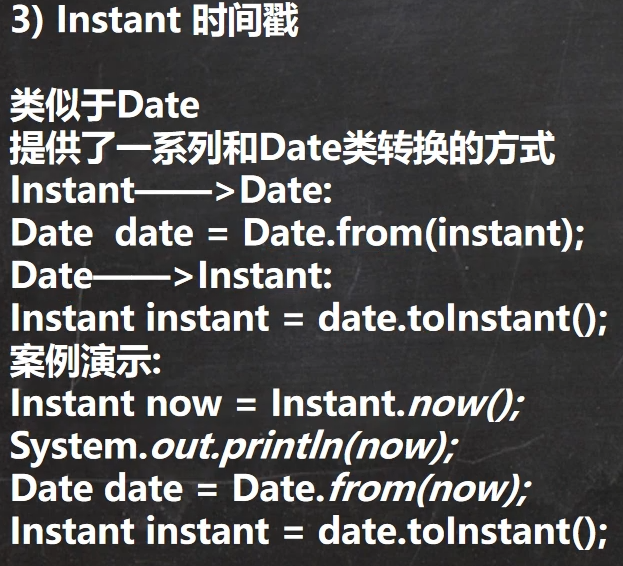 3) Instant 时间戳
类似于Date
提供了一系列和Date类转换的方式
Instant——>Date:
Date  date = Date.from(instant);
Date——>Instant:
Instant instant = date.toInstant();
案例演示:
Instant now = Instant.now();
System.out.println(now);
Date date = Date.from(now);
Instant instant = date.toInstant();